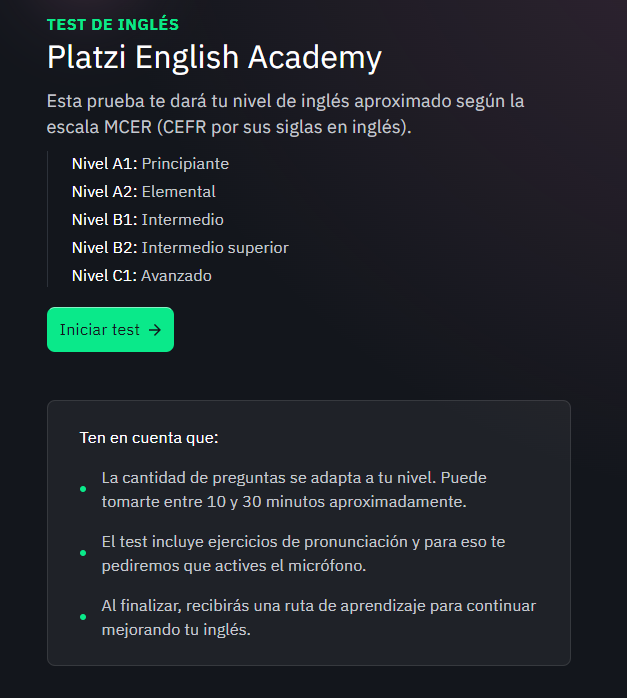 TEST DE INGLÉS
Platzi English Academy
Esta prueba te dará tu nivel de inglés aproximado según la
escala MCER (CEFR por sus siglas en inglés).
Nivel A1: Principiante
Nivel A2: Elemental
Nivel B1: Intermedio
Nivel B2: Intermedio superior
Nivel C1: Avanzado
Iniciar test →
Ten en cuenta que:
La cantidad de preguntas se adapta a tu nivel. Puede
tomarte entre 10 y 30 minutos aproximadamente.
El test incluye ejercicios de pronunciación y para eso te
pediremos que actives el micrófono.
Al finalizar, recibirás una ruta de aprendizaje para continuar
mejorando tu inglés.